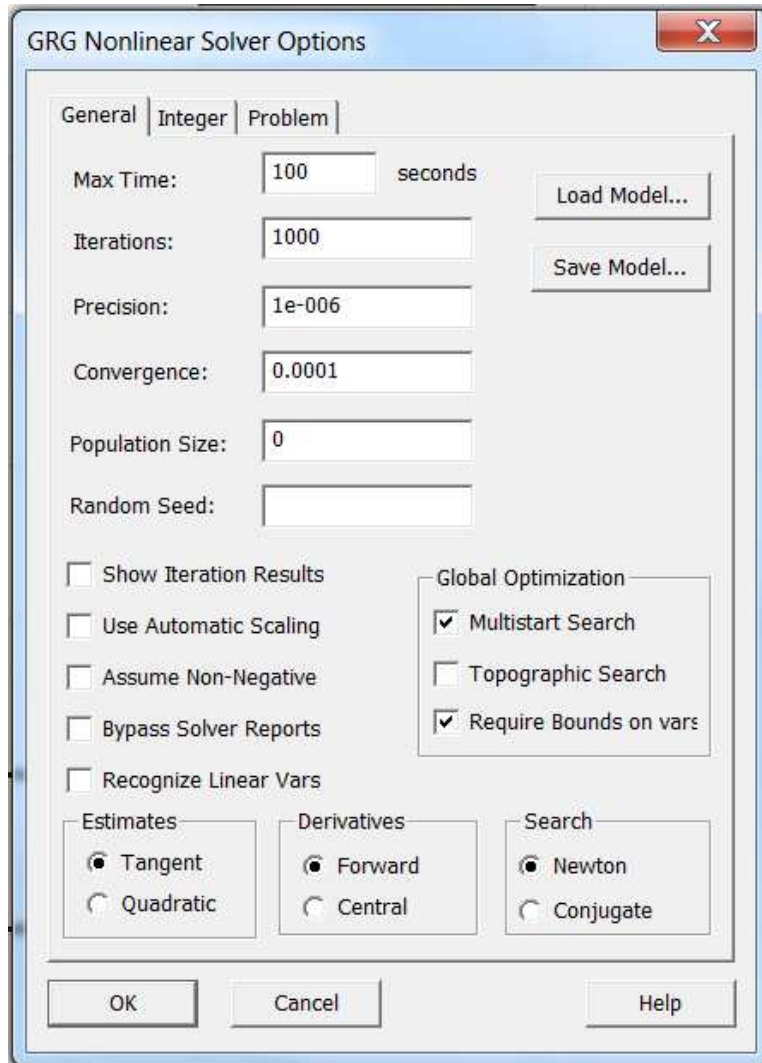 GRG Nonlinear Solver Options
General Integer Problem
Max Time: 100 seconds
Load Model...
Iterations: 1000
Save Model...
Precision: 1e-006
Convergence: 0.0001
Population Size: 0
Random Seed:
Show Iteration Results
Use Automatic Scaling
Assume Non-Negative
Bypass Solver Reports
Recognize Linear Vars
Global Optimization
Multistart Search
Topographic Search
Require Bounds on vars
Estimates
Tangent
Quadratic
Derivatives
Forward
Central
Search
Newton
Conjugate
OK Cancel Help